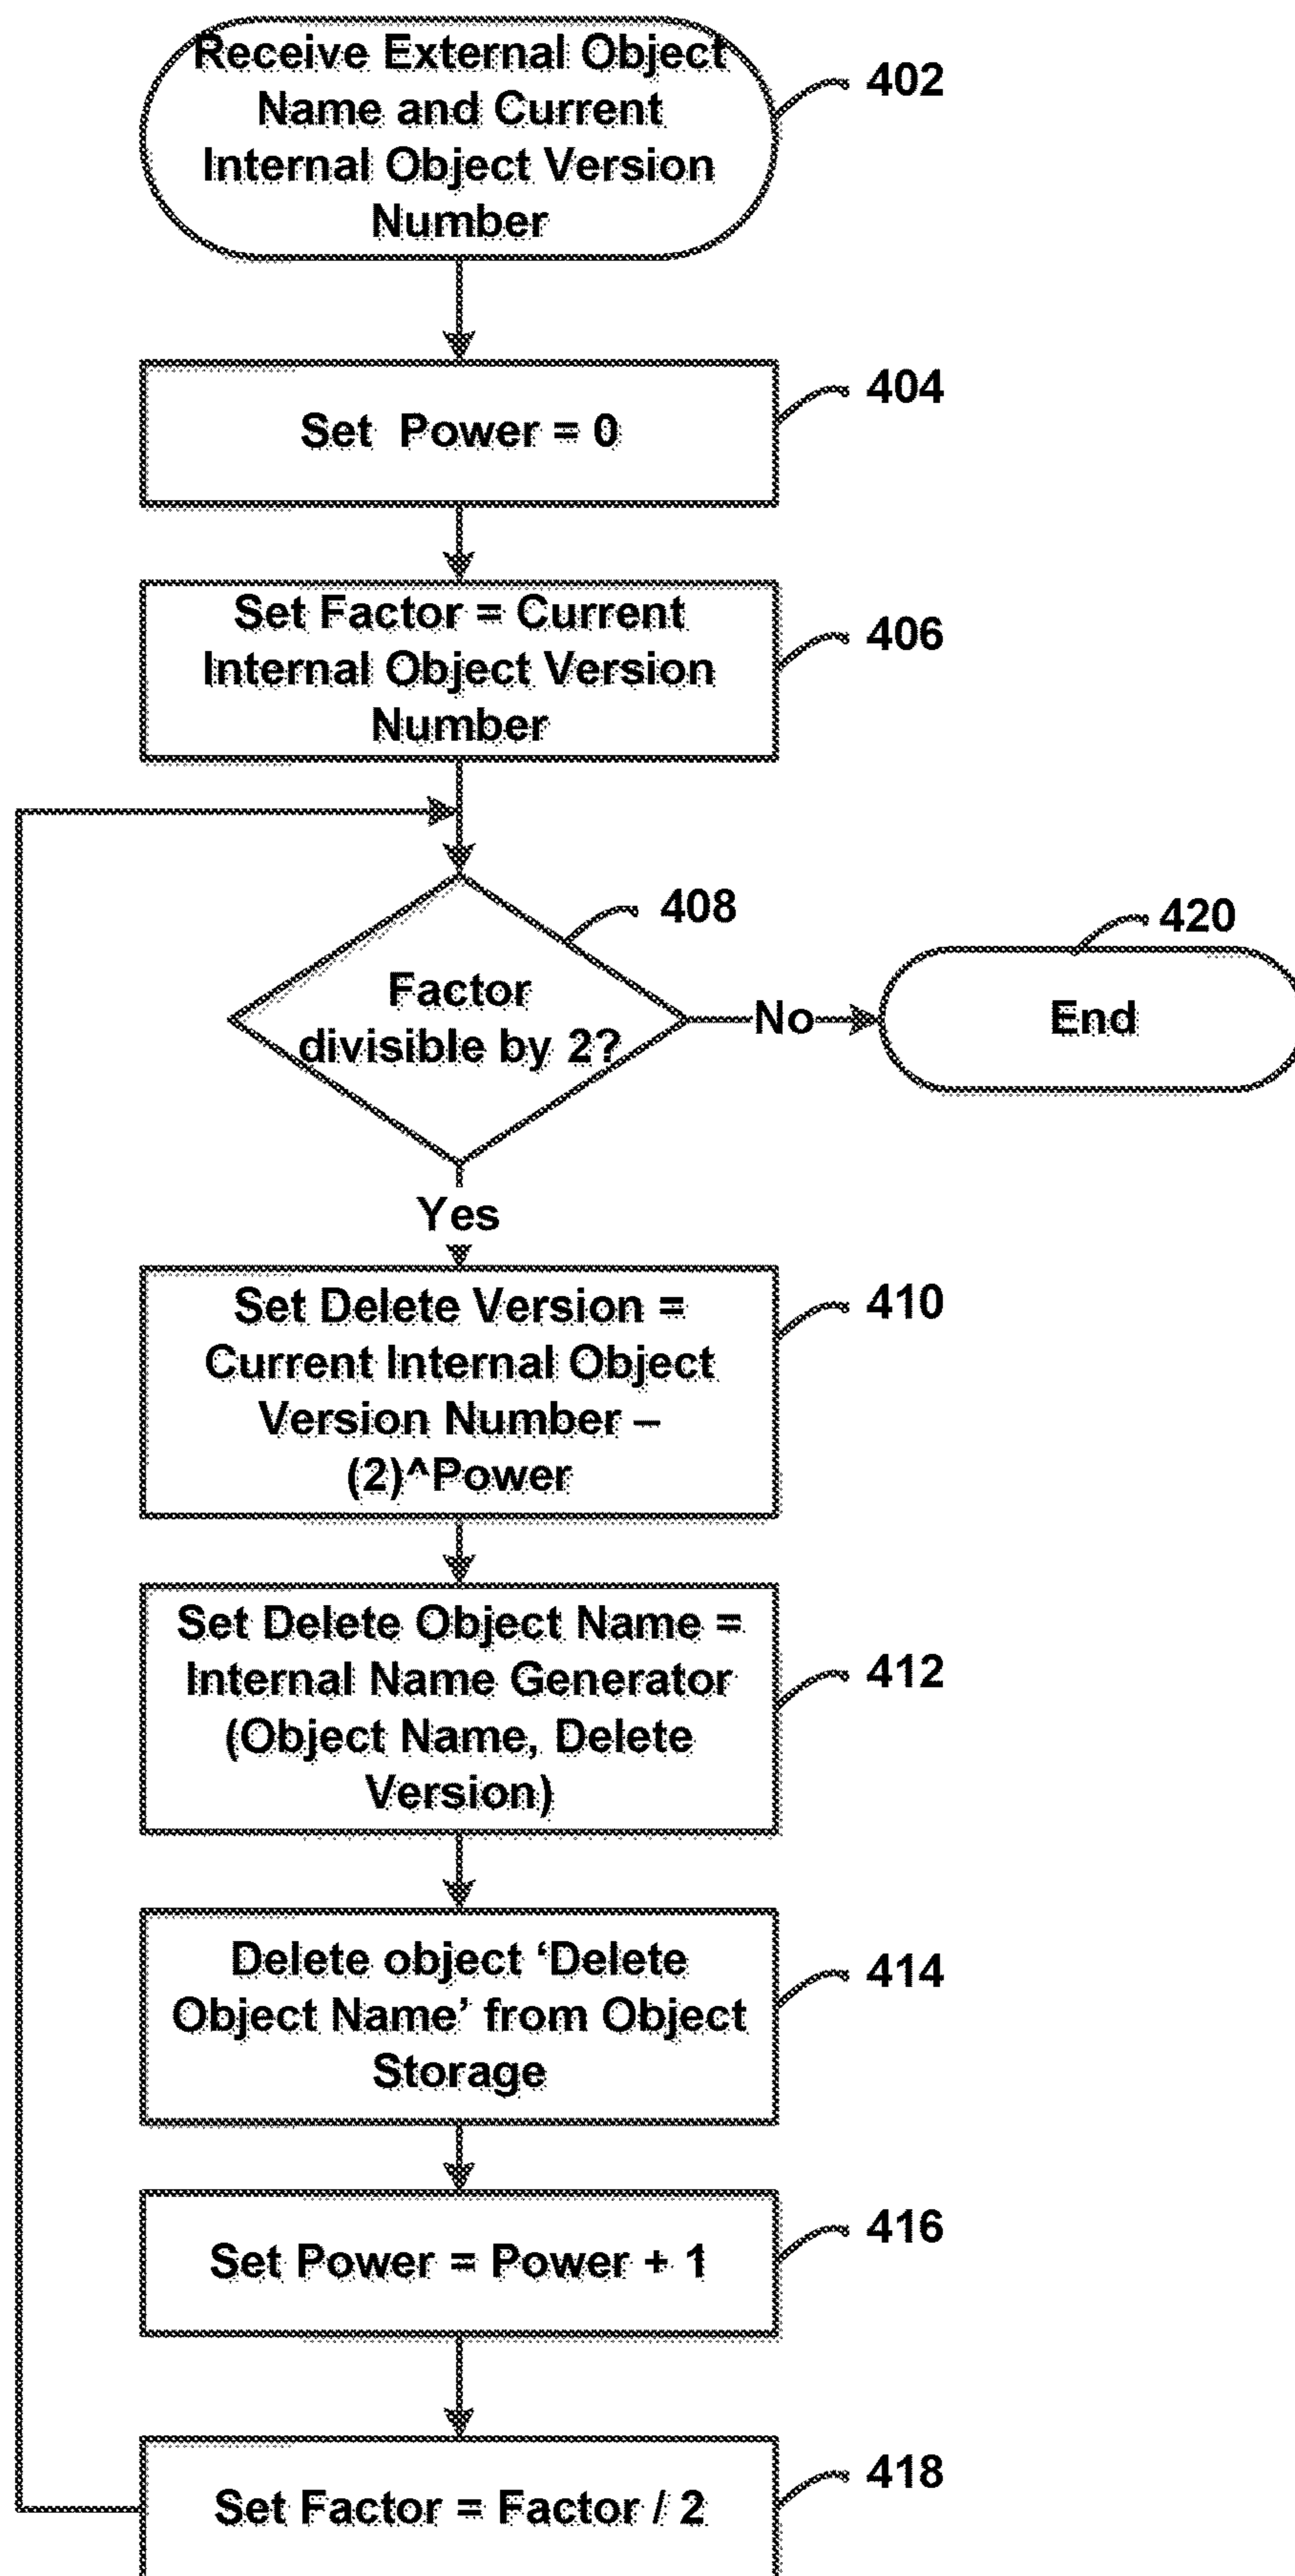 Receive External Object
Name and Current
Internal Object Version
Number
402
Set Power = 0
404
Set Factor = Current
Internal Object Version
Number
406
Factor
divisible by 2?
408
No
End
420
Yes
Set Delete Version =
Current Internal Object
Version Number –
(2)^Power
410
Set Delete Object Name =
Internal Name Generator
(Object Name, Delete
Version)
412
Delete object ‘Delete
Object Name’ from Object
Storage
414
Set Power = Power + 1
416
Set Factor = Factor / 2
418